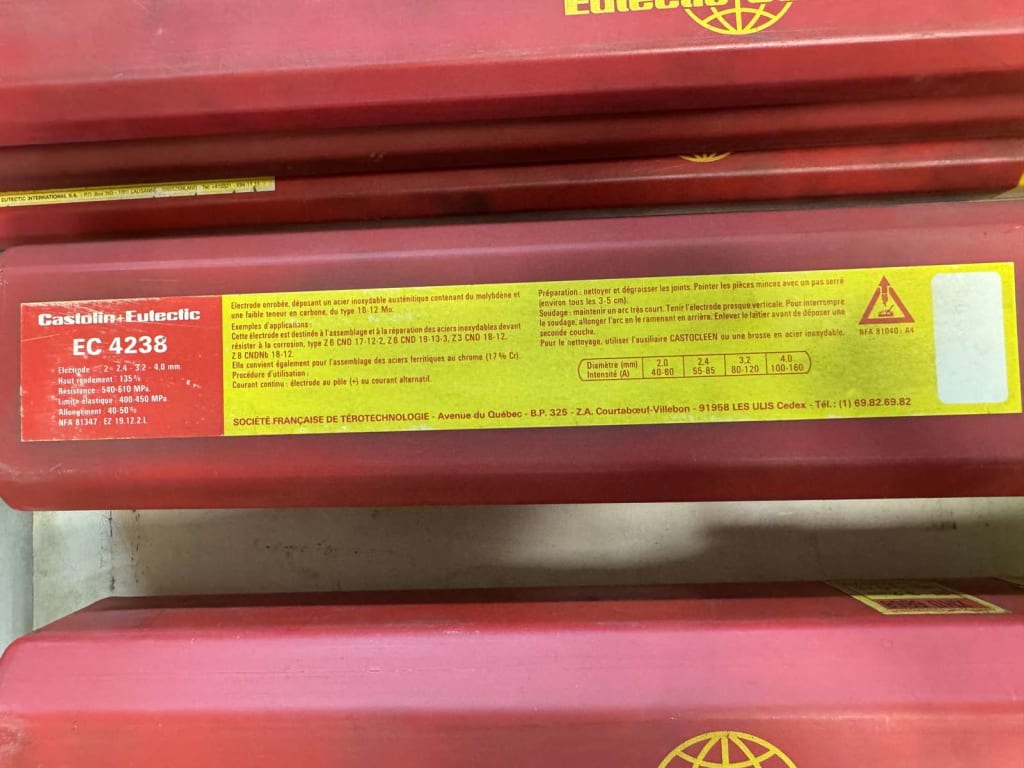 Eutectic
EUTECTIC INTERNATIONAL S.A. P.O. Box 360 - 1001 LAUSANNE - SWITZERLAND Tel.
Castolin+Eutectic
EC 4238
Electrode : 2 - 2.4 - 3.2 - 4.0 mm
Haut rendement : 135 %
Résistance : 540-610 MPa
Limite élastique : 400-450 MPa
Allongement : 40-50 %
NFA 81347 : EZ 19.12.2.L
Electrode enrobée, déposant un acier inoxydable austénitique contenant du molybdène et
une faible teneur en carbone, du type 18-12 Mo.
Exemples d'applications :
Cette électrode est destinée à l'assemblage et à la réparation des aciers inoxydables devant
résister à la corrosion, type Z 6 CND 17-12-2, Z 6 CND 19-13-3, Z 3 CND 18-12,
Z 8 CNDNb 18-12.
Elle convient également pour l'assemblage des aciers ferritiques au chrome (17 % Cr).
Procédure d'utilisation :
Courant continu : électrode au pôle (+) ou courant alternatif.
Préparation : nettoyer et dégraisser les joints. Pointer les pièces minces avec un pas serré
(environ tous les 3-5 cm).
Soudage : maintenir un arc très court. Tenir l'électrode presque verticale. Pour interrompre
le soudage, allonger l'arc en le ramenant en arrière. Enlever le laitier avant de déposer une
seconde couche.
Pour le nettoyage, utiliser l'auxiliaire CASTOCLEEN ou une brosse en acier inoxydable.
Diamètre (mm) 2.0 2.4 3.2 4.0
Intensité (A) 40-60 55-85 80-120 100-160
NFA 81040 : A4
SOCIÉTÉ FRANÇAISE DE TÉROTECHNOLOGIE - Avenue du Québec - B.P. 325 - Z.A. Courtabœuf-Villebon - 91958 LES ULIS Cedex - Tél. : (1) 69.82.69.82